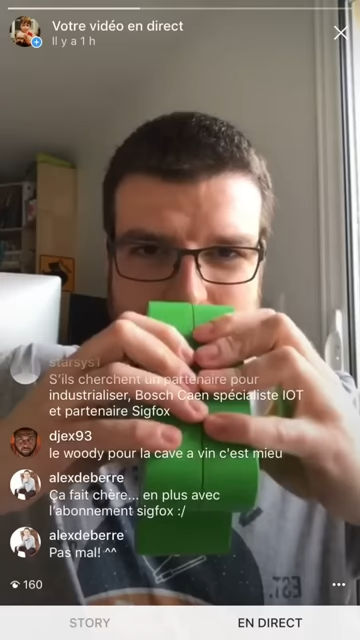 Votre vidéo en direct
Il y a 1 h
starsys1
S'ils cherchent un partenaire pour
industrialiser, Bosch Caen spécialiste IOT
et partenaire Sigfox
djex93
le woody pour la cave a vin c'est mieu
alexdeberre
Ça fait chère... en plus avec
l'abonnement sigfox :/
alexdeberre
Pas mal! ^^
160
STORY
EN DIRECT